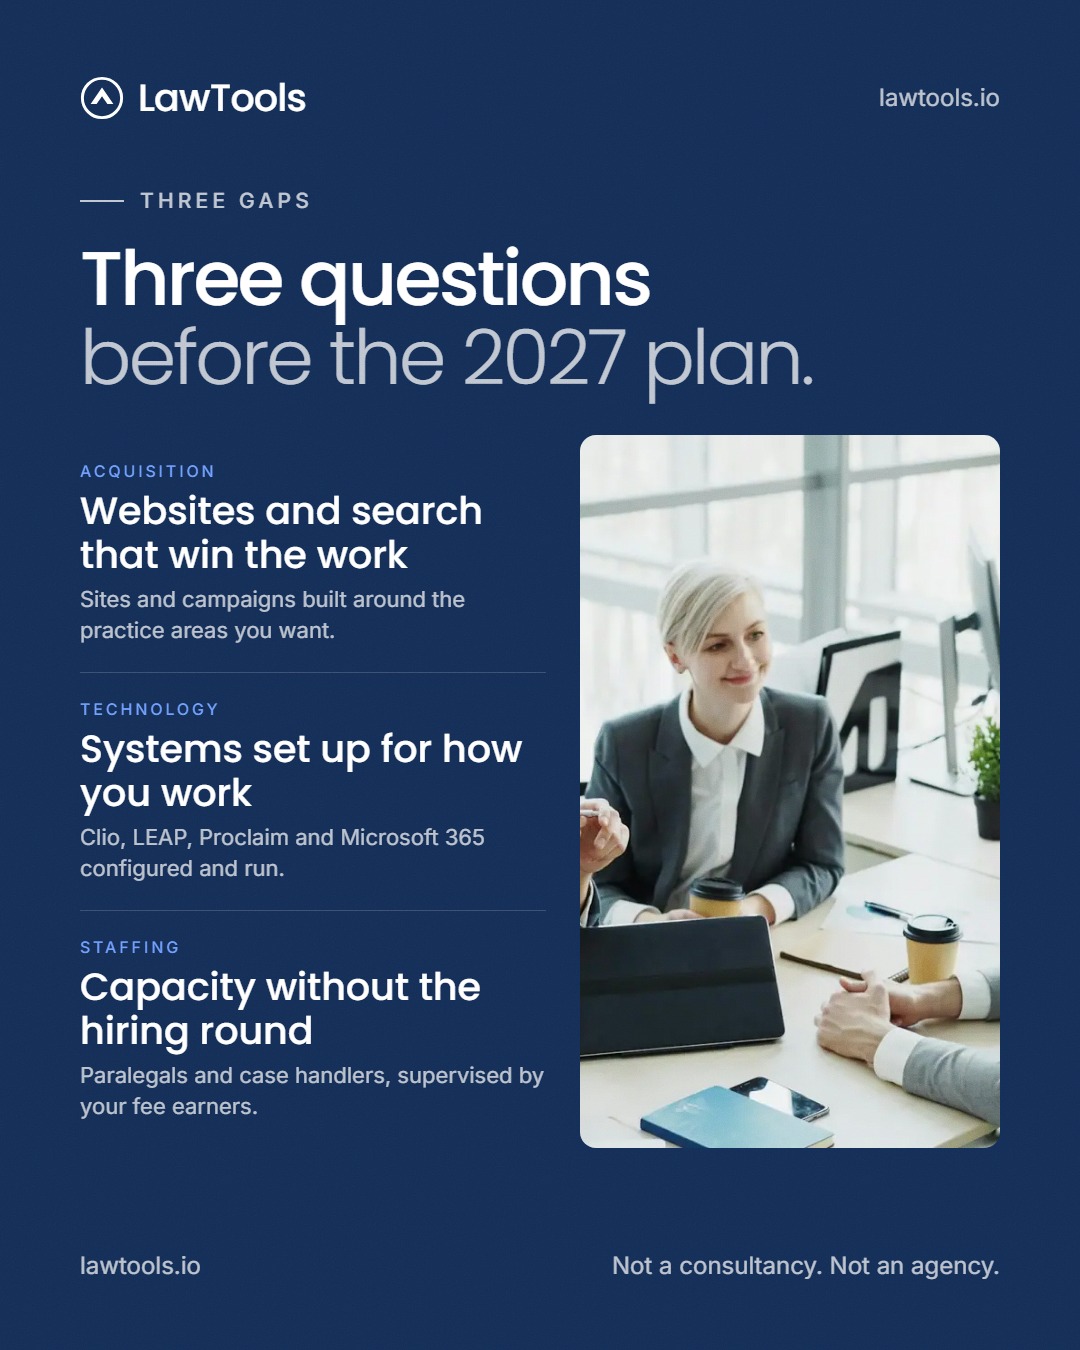 LawTools
lawtools.io
THREE GAPS
Three questions
before the 2027 plan.
ACQUISITION
Websites and search
that win the work
Sites and campaigns built around the
practice areas you want.
TECHNOLOGY
Systems set up for how
you work
Clio, LEAP, Proclaim and Microsoft 365
configured and run.
STAFFING
Capacity without the
hiring round
Paralegals and case handlers, supervised by
your fee earners.
lawtools.io
Not a consultancy. Not an agency.